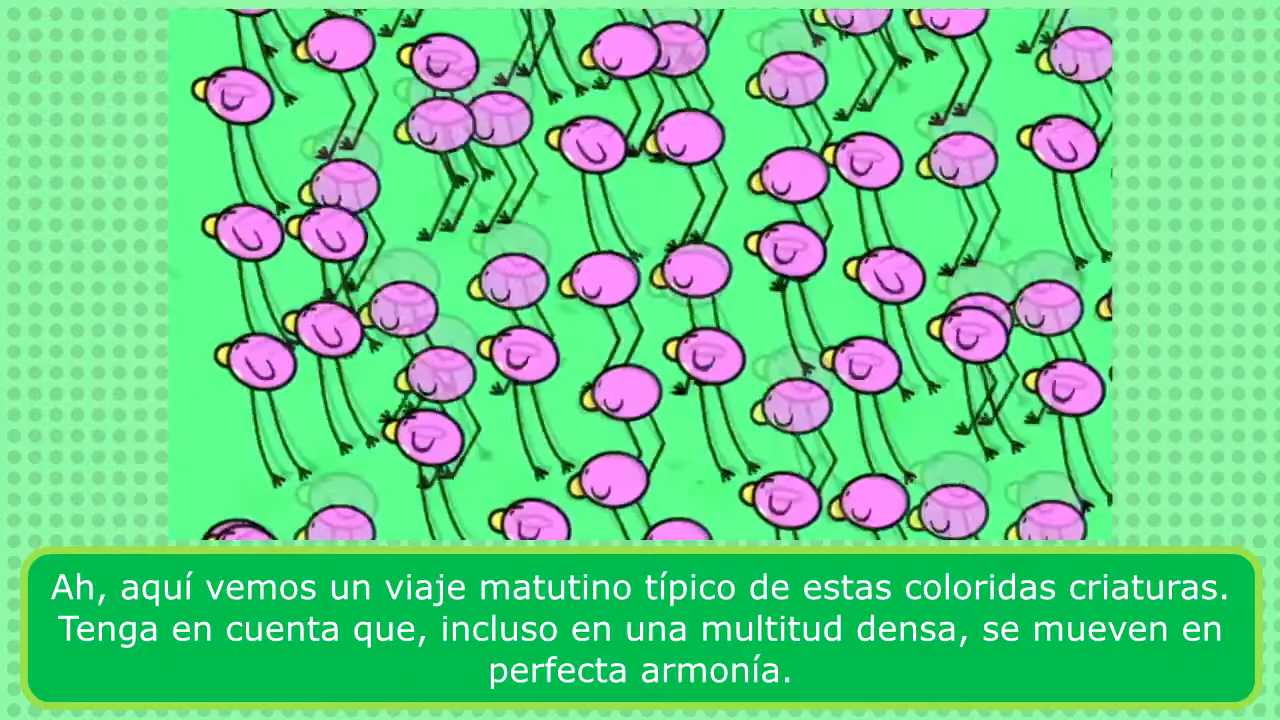 Ah, aquí vemos un viaje matutino típico de estas coloridas criaturas.
Tenga en cuenta que, incluso en una multitud densa, se mueven en
perfecta armonía.